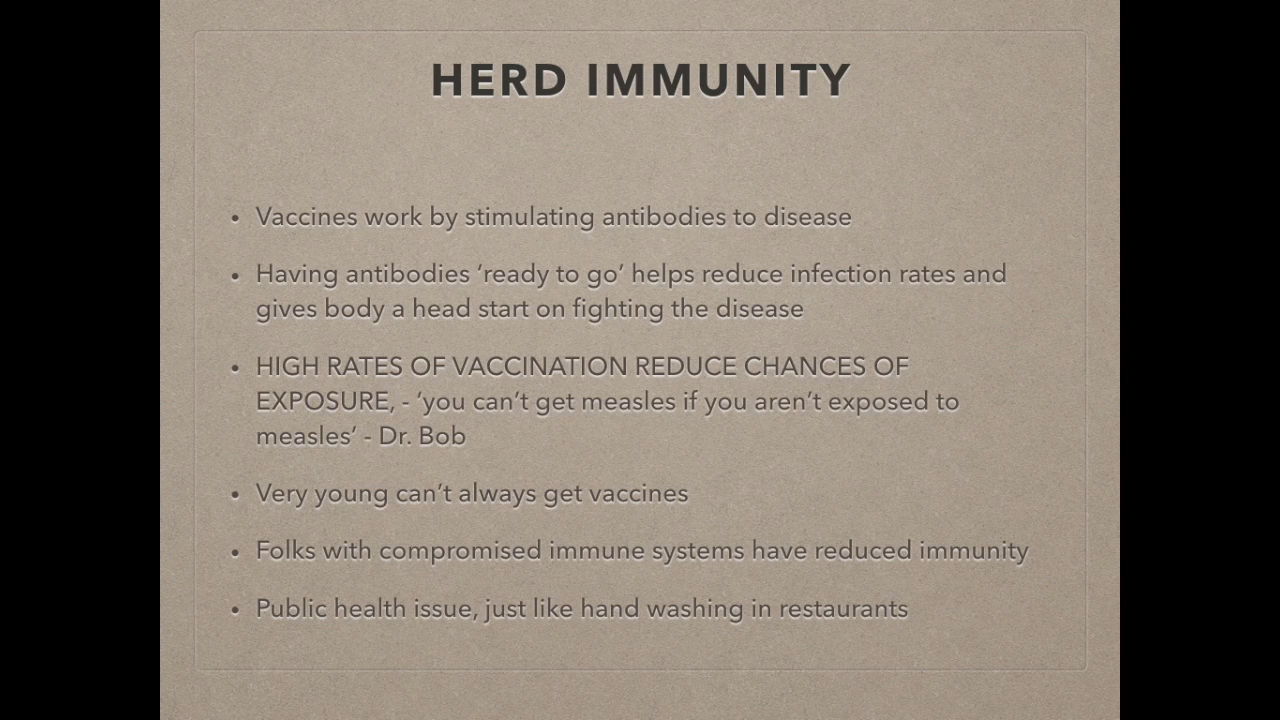 HERD IMMUNITY
• Vaccines work by stimulating antibodies to disease
• Having antibodies ‘ready to go’ helps reduce infection rates and
gives body a head start on fighting the disease
• HIGH RATES OF VACCINATION REDUCE CHANCES OF
EXPOSURE, - ‘you can’t get measles if you aren’t exposed to
measles’ - Dr. Bob
• Very young can’t always get vaccines
• Folks with compromised immune systems have reduced immunity
• Public health issue, just like hand washing in restaurants